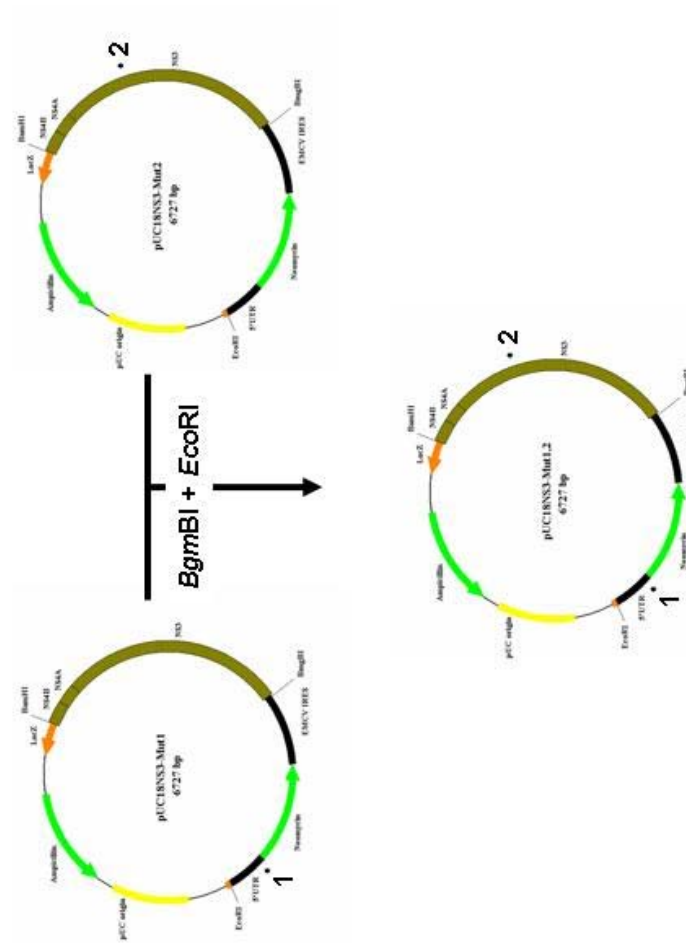 pUC18NS3-Mut1
6727 bp
BamHI
LacZ
NS4B
NS4A
NS3
BmgBI
EMCV IRES
Neomycin
5'UTR
1
EcoRI
pUC origin
Ampicillin
BgmBI + EcoRI
pUC18NS3-Mut2
6727 bp
BamHI
LacZ
NS4B
NS4A
2
NS3
BmgBI
EMCV IRES
Neomycin
5'UTR
EcoRI
pUC origin
Ampicillin
pUC18NS3-Mut1,2
6727 bp
BamHI
LacZ
NS4B
NS4A
2
NS3
Neomycin
5'UTR
1
EcoRI
pUC origin
Ampicillin